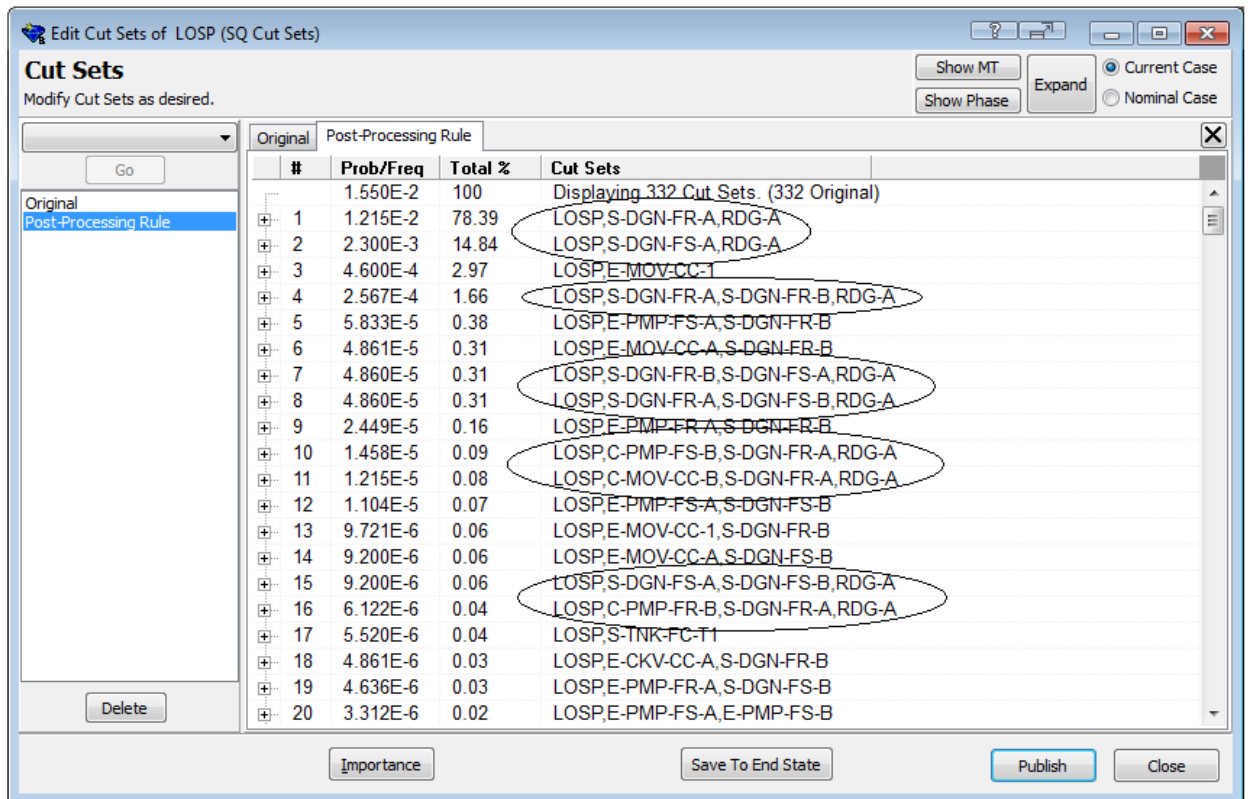 Edit Cut Sets of LOSP (SQ Cut Sets)
Cut Sets
Modify Cut Sets as desired.
Show MT
Show Phase
Expand
Current Case
Nominal Case
Go
Original
Post-Processing Rule
Delete
Original Post-Processing Rule
# Prob/Freq Total % Cut Sets
1.550E-2 100 Displaying 332 Cut Sets. (332 Original)
1 1.215E-2 78.39 LOSP,S-DGN-FR-A,RDG-A
2 2.300E-3 14.84 LOSP,S-DGN-FS-A,RDG-A
3 4.600E-4 2.97 LOSP,E-MOV-CC-1
4 2.567E-4 1.66 LOSP,S-DGN-FR-A,S-DGN-FR-B,RDG-A
5 5.833E-5 0.38 LOSP,E-PMP-FS-A,S-DGN-FR-B
6 4.861E-5 0.31 LOSP,E-MOV-CC-A,S-DGN-FR-B
7 4.860E-5 0.31 LOSP,S-DGN-FR-B,S-DGN-FS-A,RDG-A
8 4.860E-5 0.31 LOSP,S-DGN-FR-A,S-DGN-FS-B,RDG-A
9 2.449E-5 0.16 LOSP,E-PMP-FR-A,S-DGN-FR-B
10 1.458E-5 0.09 LOSP,C-PMP-FS-B,S-DGN-FR-A,RDG-A
11 1.215E-5 0.08 LOSP,C-MOV-CC-B,S-DGN-FR-A,RDG-A
12 1.104E-5 0.07 LOSP,E-PMP-FS-A,S-DGN-FS-B
13 9.721E-6 0.06 LOSP,E-MOV-CC-1,S-DGN-FR-B
14 9.200E-6 0.06 LOSP,E-MOV-CC-A,S-DGN-FS-B
15 9.200E-6 0.06 LOSP,S-DGN-FS-A,S-DGN-FS-B,RDG-A
16 6.122E-6 0.04 LOSP,C-PMP-FR-B,S-DGN-FR-A,RDG-A
17 5.520E-6 0.04 LOSP,S-TNK-FC-T1
18 4.861E-6 0.03 LOSP,E-CKV-CC-A,S-DGN-FR-B
19 4.636E-6 0.03 LOSP,E-PMP-FR-A,S-DGN-FS-B
20 3.312E-6 0.02 LOSP,E-PMP-FS-A,E-PMP-FS-B
Importance
Save To End State
Publish
Close